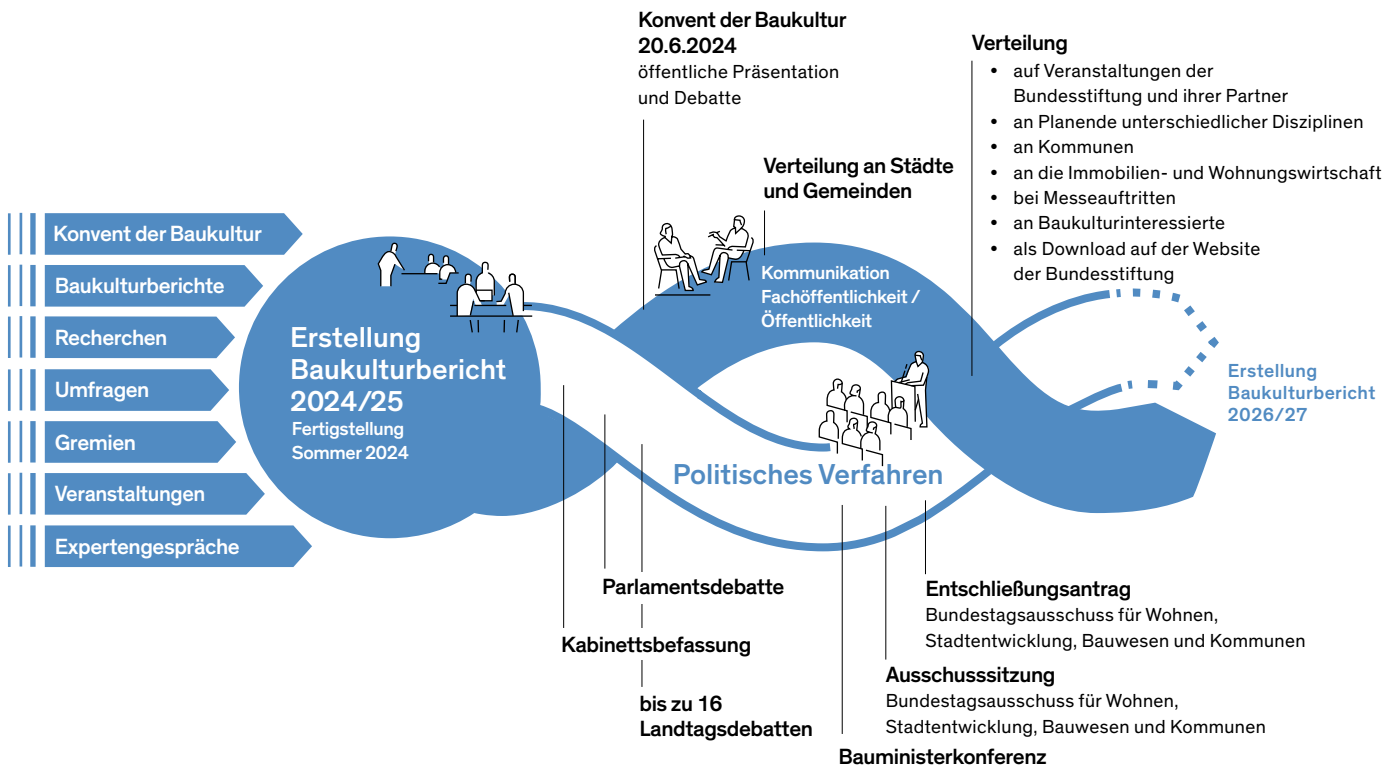 Konvent der Baukultur
Baukulturberichte
Recherchen
Umfragen
Gremien
Veranstaltungen
Expertengespräche
Erstellung
Baukulturbericht
2024/25
Fertigstellung
Sommer 2024
Konvent der Baukultur
20.6.2024
öffentliche Präsentation
und Debatte
Verteilung an Städte
und Gemeinden
Kommunikation
Fachöffentlichkeit /
Öffentlichkeit
Verteilung
• auf Veranstaltungen der
Bundesstiftung und ihrer Partner
• an Planende unterschiedlicher Disziplinen
• an Kommunen
• an die Immobilien- und Wohnungswirtschaft
• bei Messeauftritten
• an Baukulturinteressierte
• als Download auf der Website
der Bundesstiftung
Politisches Verfahren
Parlamentsdebatte
Kabinettsbefassung
bis zu 16
Landtagsdebatten
Entschließungsantrag
Bundestagsausschuss für Wohnen,
Stadtentwicklung, Bauwesen und Kommunen
Ausschusssitzung
Bundestagsausschuss für Wohnen,
Stadtentwicklung, Bauwesen und Kommunen
Bauministerkonferenz
Erstellung
Baukulturbericht
2026/27